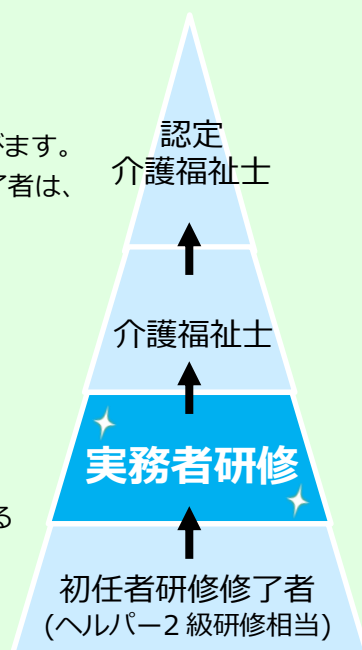 認定
介護福祉士
びます。
了者は、
介護福祉士
実務者研修
る
初任者研修修了者
(ヘルパー2 級研修相当)